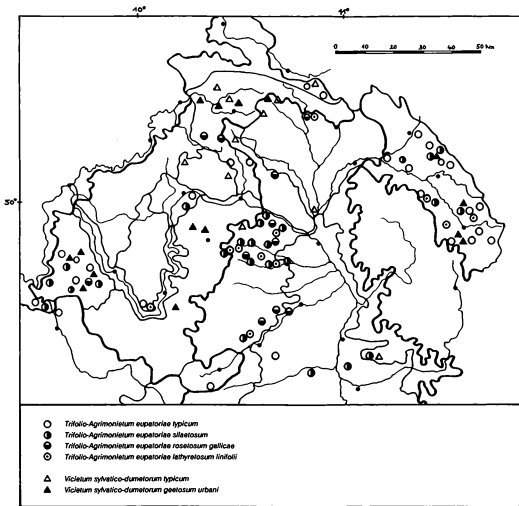 10°
11°
0 10 20 30 40 50 km
50°
Trifolio-Agrimonietum eupatoriae typicum
Trifolio-Agrimonietum eupatoriae silaetosum
Trifolio-Agrimonietum eupatoriae rosetosum gallicae
Trifolio-Agrimonietum eupatoriae lathyretosum linifolii
Vicietum sylvatico-dumetorum typicum
Vicietum sylvatico-dumetorum geetosum urbani